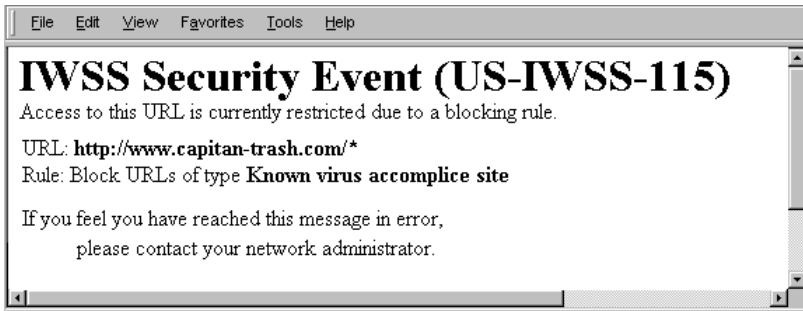 File Edit View Favorites Tools Help
IWSS Security Event (US-IWSS-115)
Access to this URL is currently restricted due to a blocking rule.
URL: http://www.capitan-trash.com/*
Rule: Block URLs of type Known virus accomplice site
If you feel you have reached this message in error,
please contact your network administrator.